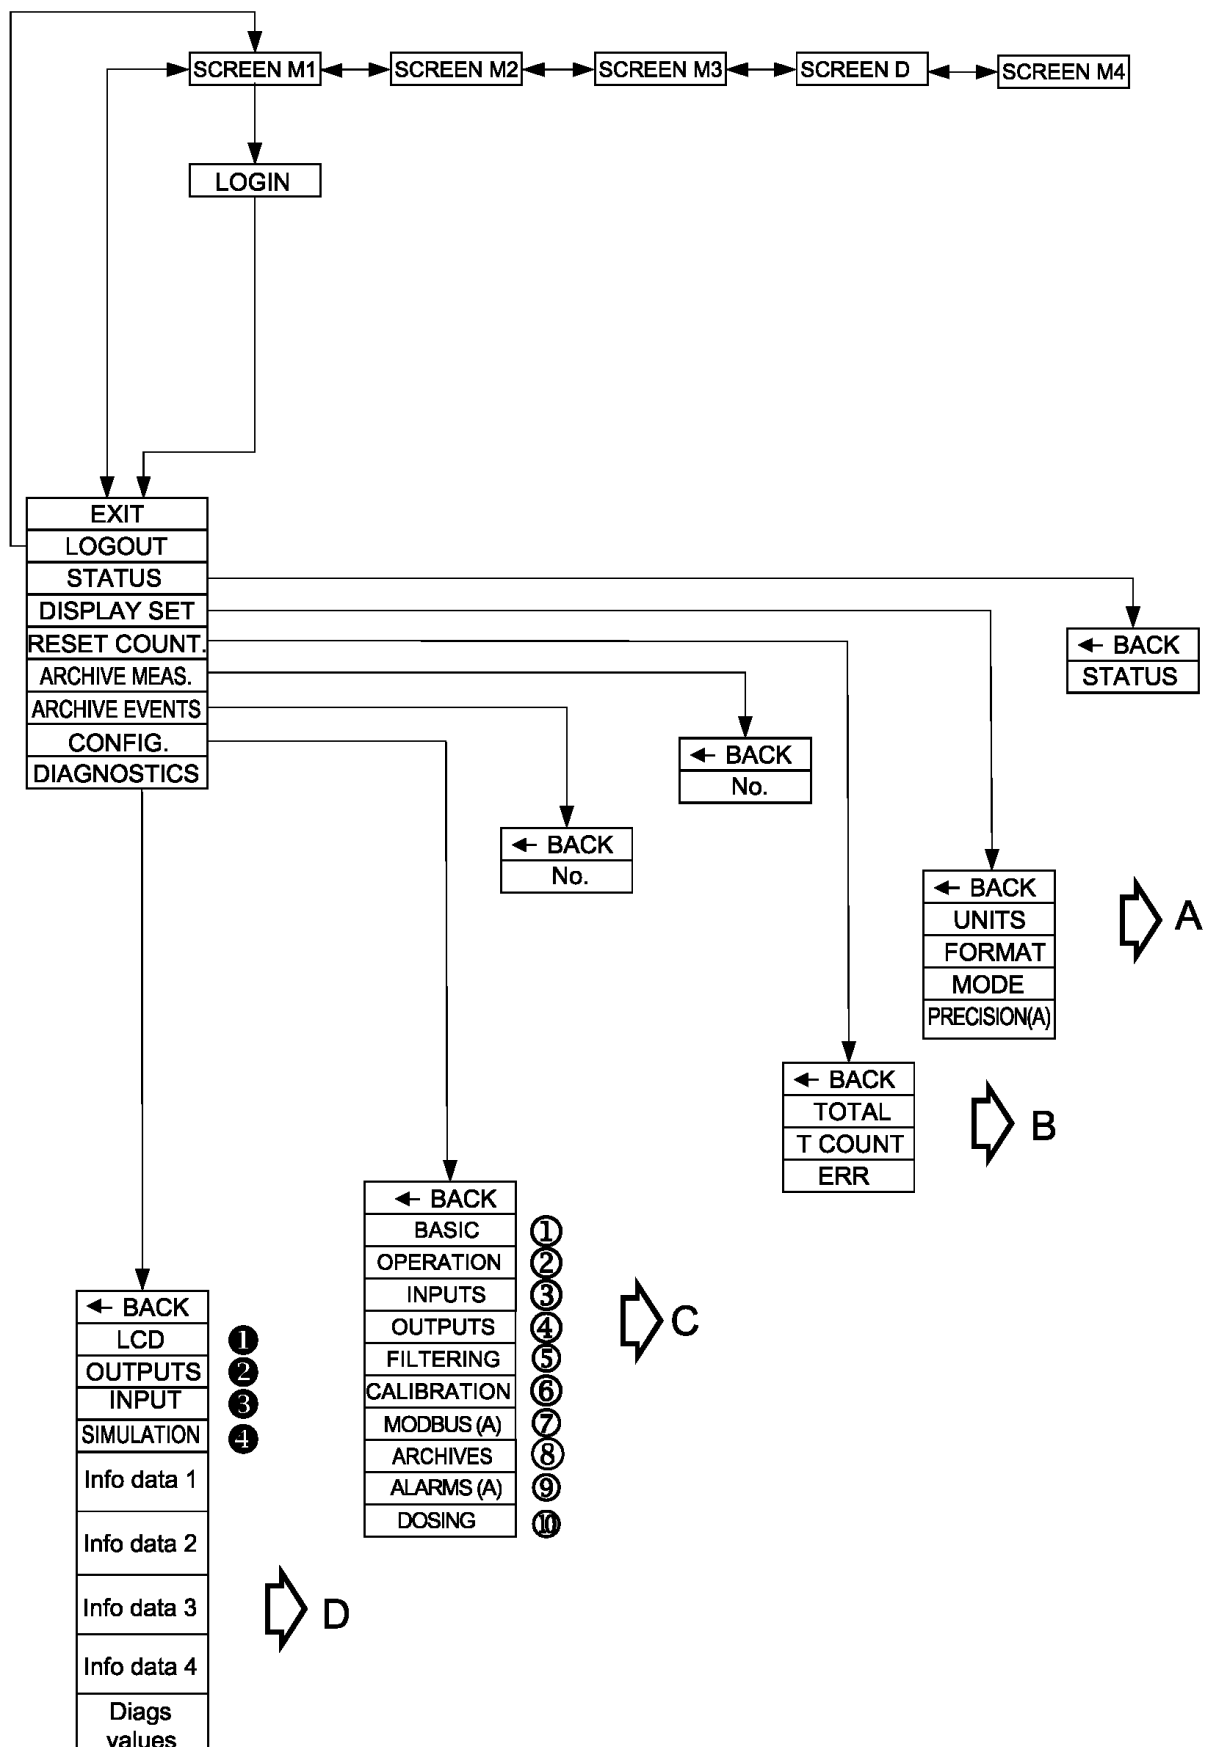 SCREEN M1
SCREEN M2
SCREEN M3
SCREEN D
SCREEN M4
LOGIN
EXIT
LOGOUT
STATUS
DISPLAY SET
RESET COUNT.
ARCHIVE MEAS.
ARCHIVE EVENTS
CONFIG.
DIAGNOSTICS
← BACK
STATUS
← BACK
No.
← BACK
No.
← BACK
UNITS
FORMAT
MODE
PRECISION(A)
A
← BACK
TOTAL
T COUNT
ERR
B
← BACK
BASIC ①
OPERATION ②
INPUTS ③
OUTPUTS ④
FILTERING ⑤
CALIBRATION ⑥
MODBUS (A) ⑦
ARCHIVES ⑧
ALARMS (A) ⑨
DOSING ⑩
C
← BACK
LCD ❶
OUTPUTS ❷
INPUT ❸
SIMULATION ❹
Info data 1
Info data 2
Info data 3
Info data 4
Diags
values
D